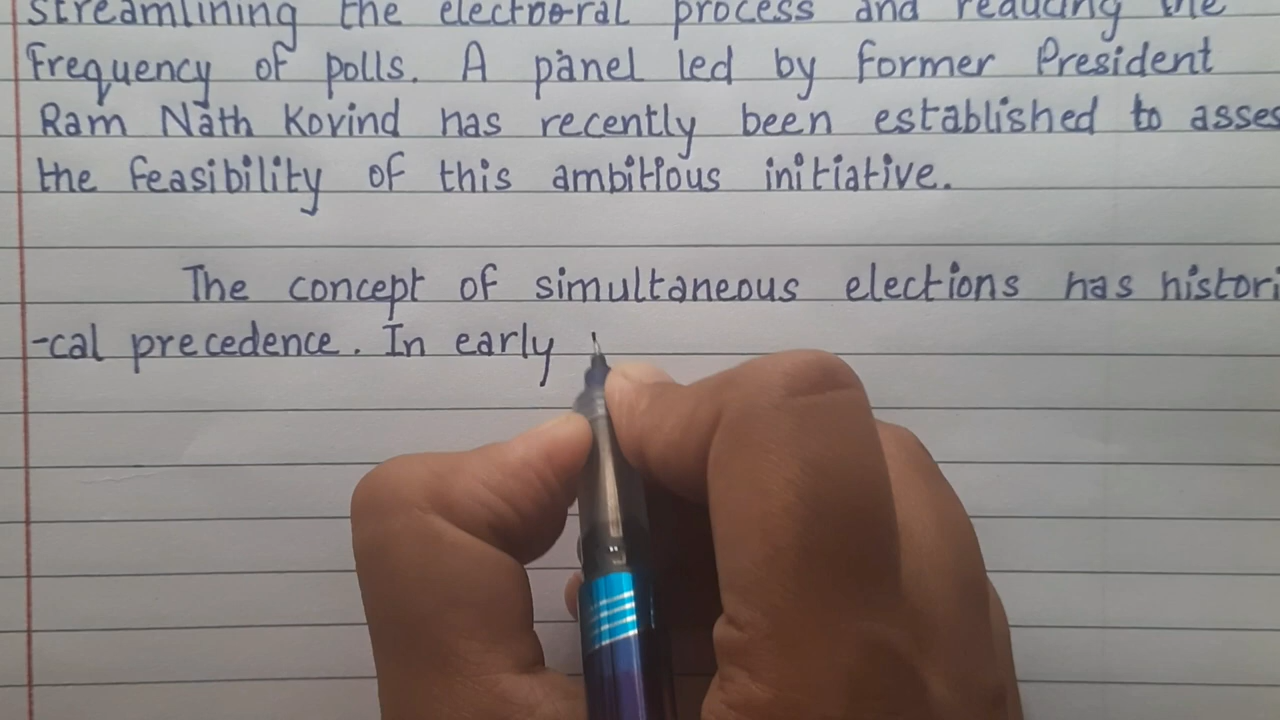 streamlining the electoral process and reducing the
frequency of polls. A panel led by former President
Ram Nath Kovind has recently been established to asses
the feasibility of this ambitious initiative.
The concept of simultaneous elections has histori
-cal precedence. In early